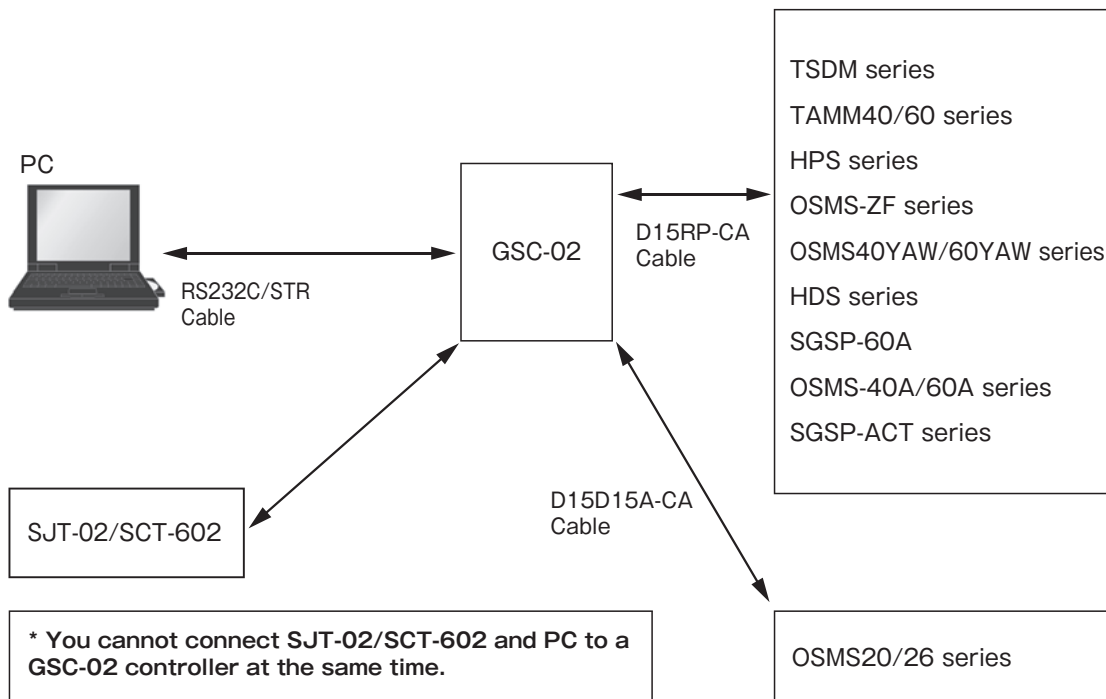 PC
RS232C/STR
Cable
GSC-02
D15RP-CA
Cable
TSDM series
TAMM40/60 series
HPS series
OSMS-ZF series
OSMS40YAW/60YAW series
HDS series
SGSP-60A
OSMS-40A/60A series
SGSP-ACT series
SJT-02/SCT-602
D15D15A-CA
Cable
* You cannot connect SJT-02/SCT-602 and PC to a
GSC-02 controller at the same time.
OSMS20/26 series